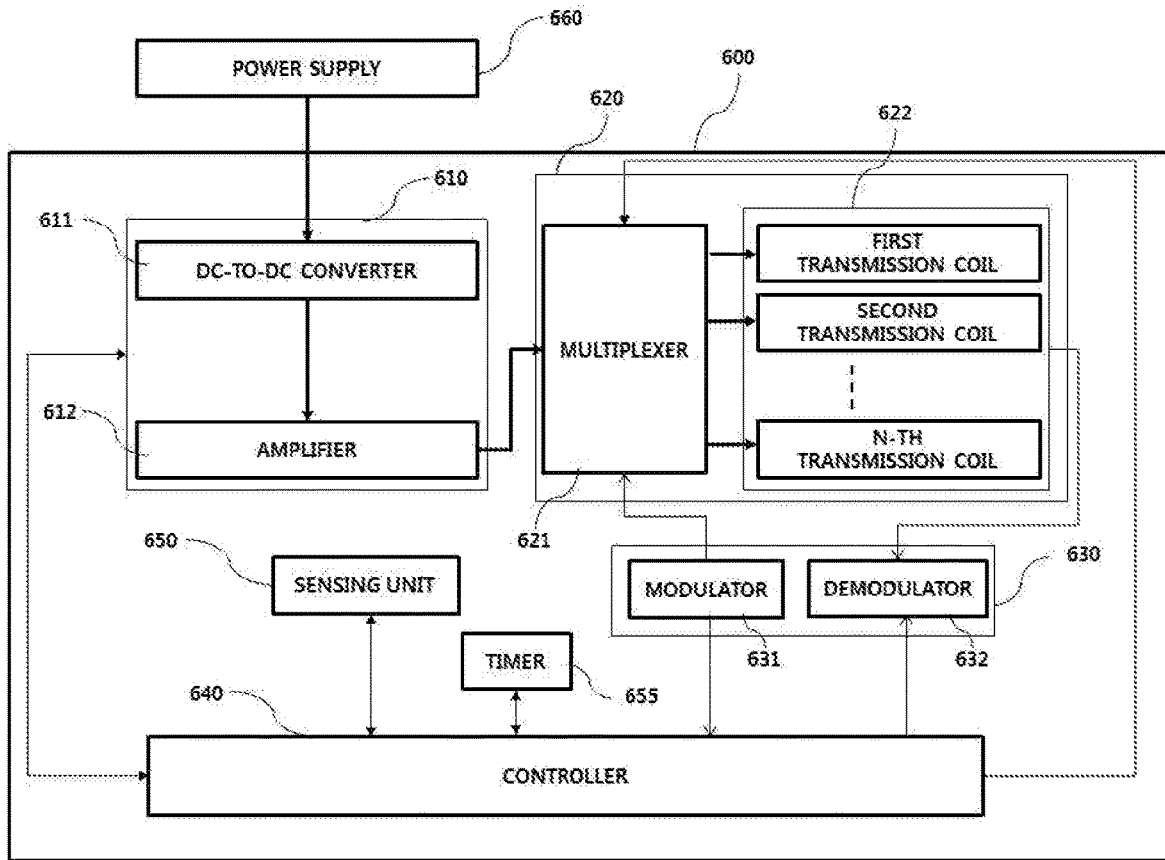 660
POWER SUPPLY
600
620
622
610
611
DC-TO-DC CONVERTER
FIRST
TRANSMISSION COIL
SECOND
TRANSMISSION COIL
MULTIPLEXER
612
AMPLIFIER
N-TH
TRANSMISSION COIL
621
650
630
SENSING UNIT
MODULATOR
DEMODULATOR
631
632
TIMER
655
640
CONTROLLER